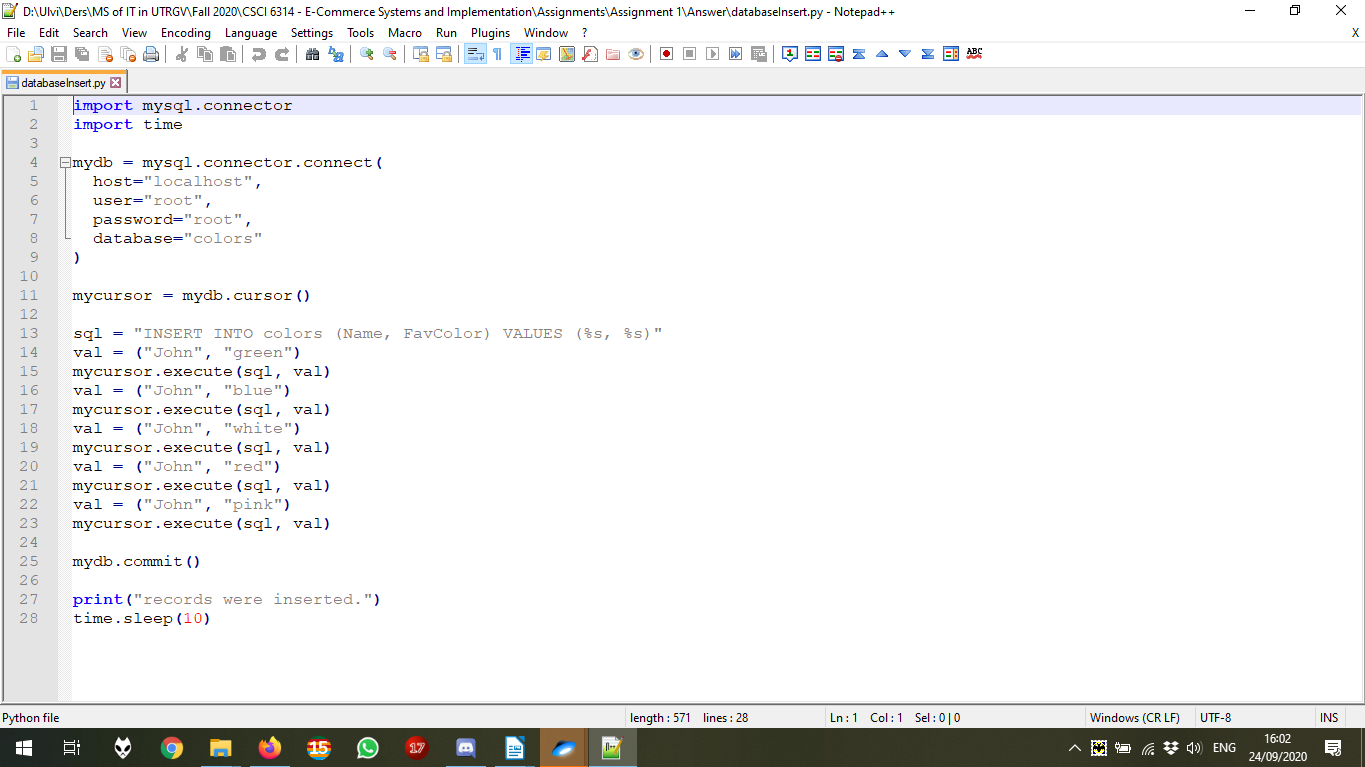 D:\Ulvi\Ders\MS of IT in UTRGV\Fall 2020\CSCI 6314 - E-Commerce Systems and Implementation\Assignments\Assignment 1\Answer\databaseInsert.py - Notepad++
File Edit Search View Encoding Language Settings Tools Macro Run Plugins Window ? X
databaseInsert.py
1 import mysql.connector
2 import time
3
4 mydb = mysql.connector.connect(
5   host="localhost",
6   user="root",
7   password="root",
8   database="colors"
9 )
10
11 mycursor = mydb.cursor()
12
13 sql = "INSERT INTO colors (Name, FavColor) VALUES (%s, %s)"
14 val = ("John", "green")
15 mycursor.execute(sql, val)
16 val = ("John", "blue")
17 mycursor.execute(sql, val)
18 val = ("John", "white")
19 mycursor.execute(sql, val)
20 val = ("John", "red")
21 mycursor.execute(sql, val)
22 val = ("John", "pink")
23 mycursor.execute(sql, val)
24
25 mydb.commit()
26
27 print("records were inserted.")
28 time.sleep(10)
Python file length : 571 lines : 28 Ln : 1 Col : 1 Sel : 0 | 0 Windows (CR LF) UTF-8 INS
15 17 ENG 16:02
24/09/2020